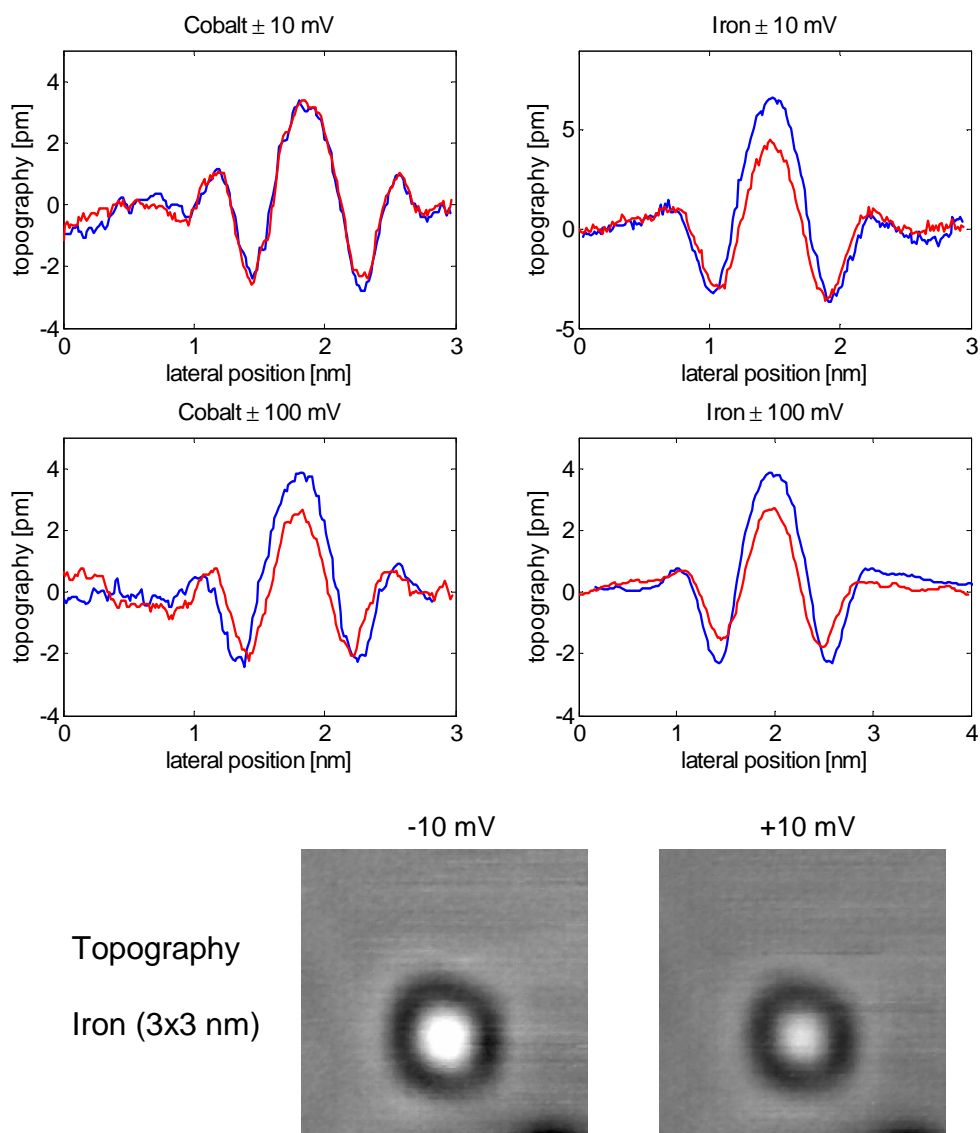 Cobalt ± 10 mV
Iron ± 10 mV
topography [pm]
4
2
0
-2
-4
0
1
2
3
lateral position [nm]
topography [pm]
5
0
-5
0
1
2
3
lateral position [nm]
Cobalt ± 100 mV
Iron ± 100 mV
topography [pm]
4
2
0
-2
-4
0
1
2
3
lateral position [nm]
topography [pm]
4
2
0
-2
-4
0
1
2
3
4
lateral position [nm]
-10 mV
+10 mV
Topography
Iron (3x3 nm)